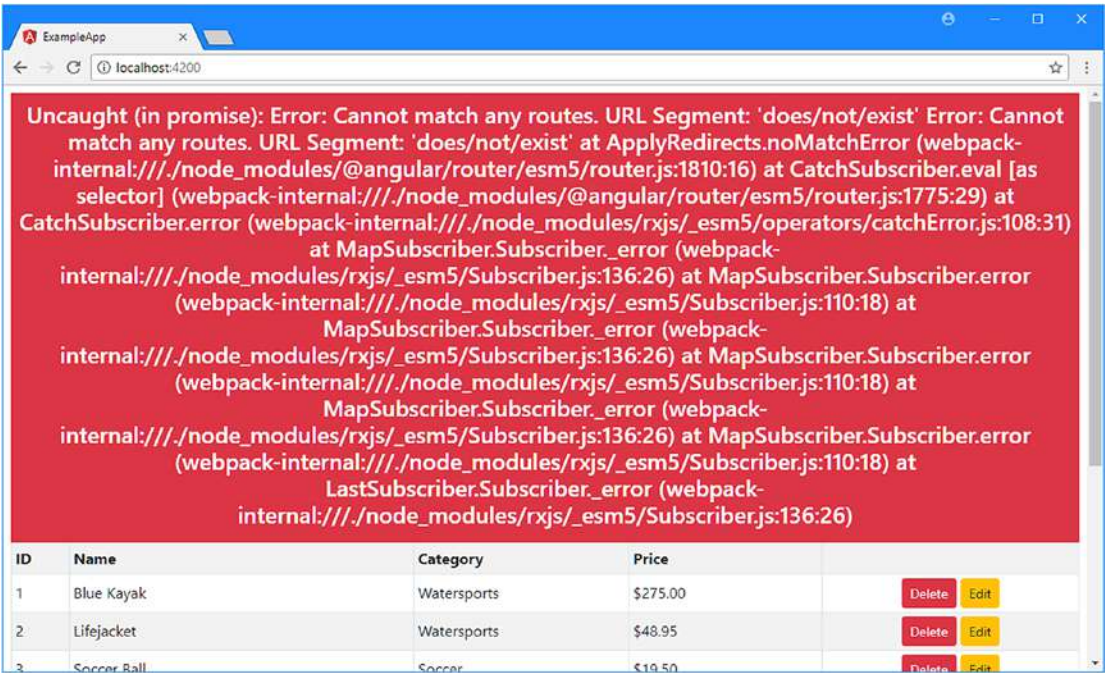 ExampleApp
localhost:4200
Uncaught (in promise): Error: Cannot match any routes. URL Segment: 'does/not/exist' Error: Cannot
match any routes. URL Segment: 'does/not/exist' at ApplyRedirects.noMatchError (webpack-
internal:///./node_modules/@angular/router/esm5/router.js:1810:16) at CatchSubscriber.eval [as
selector] (webpack-internal:///./node_modules/@angular/router/esm5/router.js:1775:29) at
CatchSubscriber.error (webpack-internal:///./node_modules/rxjs/_esm5/operators/catchError.js:108:31)
at MapSubscriber.Subscriber._error (webpack-
internal:///./node_modules/rxjs/_esm5/Subscriber.js:136:26) at MapSubscriber.Subscriber.error
(webpack-internal:///./node_modules/rxjs/_esm5/Subscriber.js:110:18) at
MapSubscriber.Subscriber._error (webpack-
internal:///./node_modules/rxjs/_esm5/Subscriber.js:136:26) at MapSubscriber.Subscriber.error
(webpack-internal:///./node_modules/rxjs/_esm5/Subscriber.js:110:18) at
MapSubscriber.Subscriber._error (webpack-
internal:///./node_modules/rxjs/_esm5/Subscriber.js:136:26) at MapSubscriber.Subscriber.error
(webpack-internal:///./node_modules/rxjs/_esm5/Subscriber.js:110:18) at
LastSubscriber.Subscriber._error (webpack-
internal:///./node_modules/rxjs/_esm5/Subscriber.js:136:26)
ID Name Category Price
1 Blue Kayak Watersports $275.00 Delete Edit
2 Lifejacket Watersports $48.95 Delete Edit
3 Soccer Ball Soccer $19.50 Delete Edit